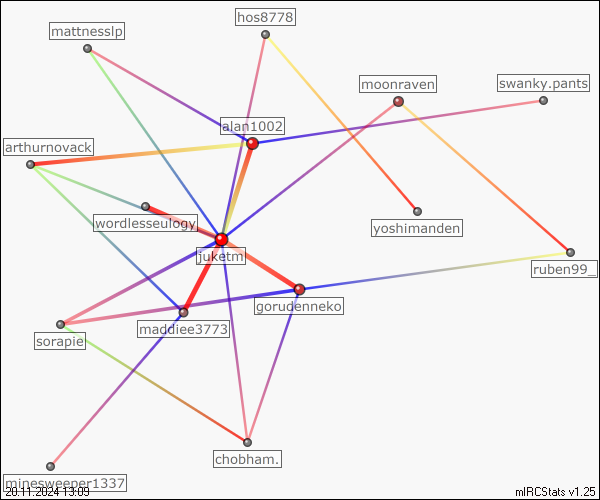 hos8778
mattnesslp
moonraven
swanky.pants
alan1002
arthurnovack
wordlesseulogy
yoshimanden
juketm
ruben99_
gorudenneko
maddiee3773
sorapie
chobham.
minesweeper1337
20.11.2024 13:09
mIRCStats v1.25